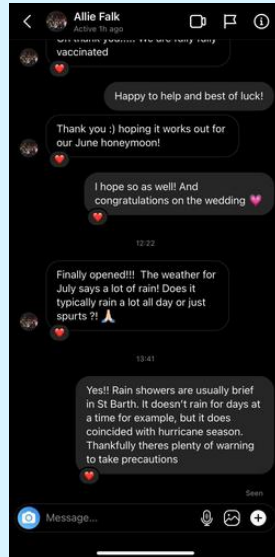 Allie Falk
Active 1h ago
vaccinated
Happy to help and best of luck!
Thank you :) hoping it works out for
our June honeymoon!
I hope so as well! And
congratulations on the wedding 💗
12:22
Finally opened!!! The weather for
July says a lot of rain! Does it
typically rain a lot all day or just
spurts ?! 🙏🏻
13:41
Yes!! Rain showers are usually brief
in St Barth. It doesn't rain for days at
a time for example, but it does
coincided with hurricane season.
Thankfully theres plenty of warning
to take precautions
Seen
Message...